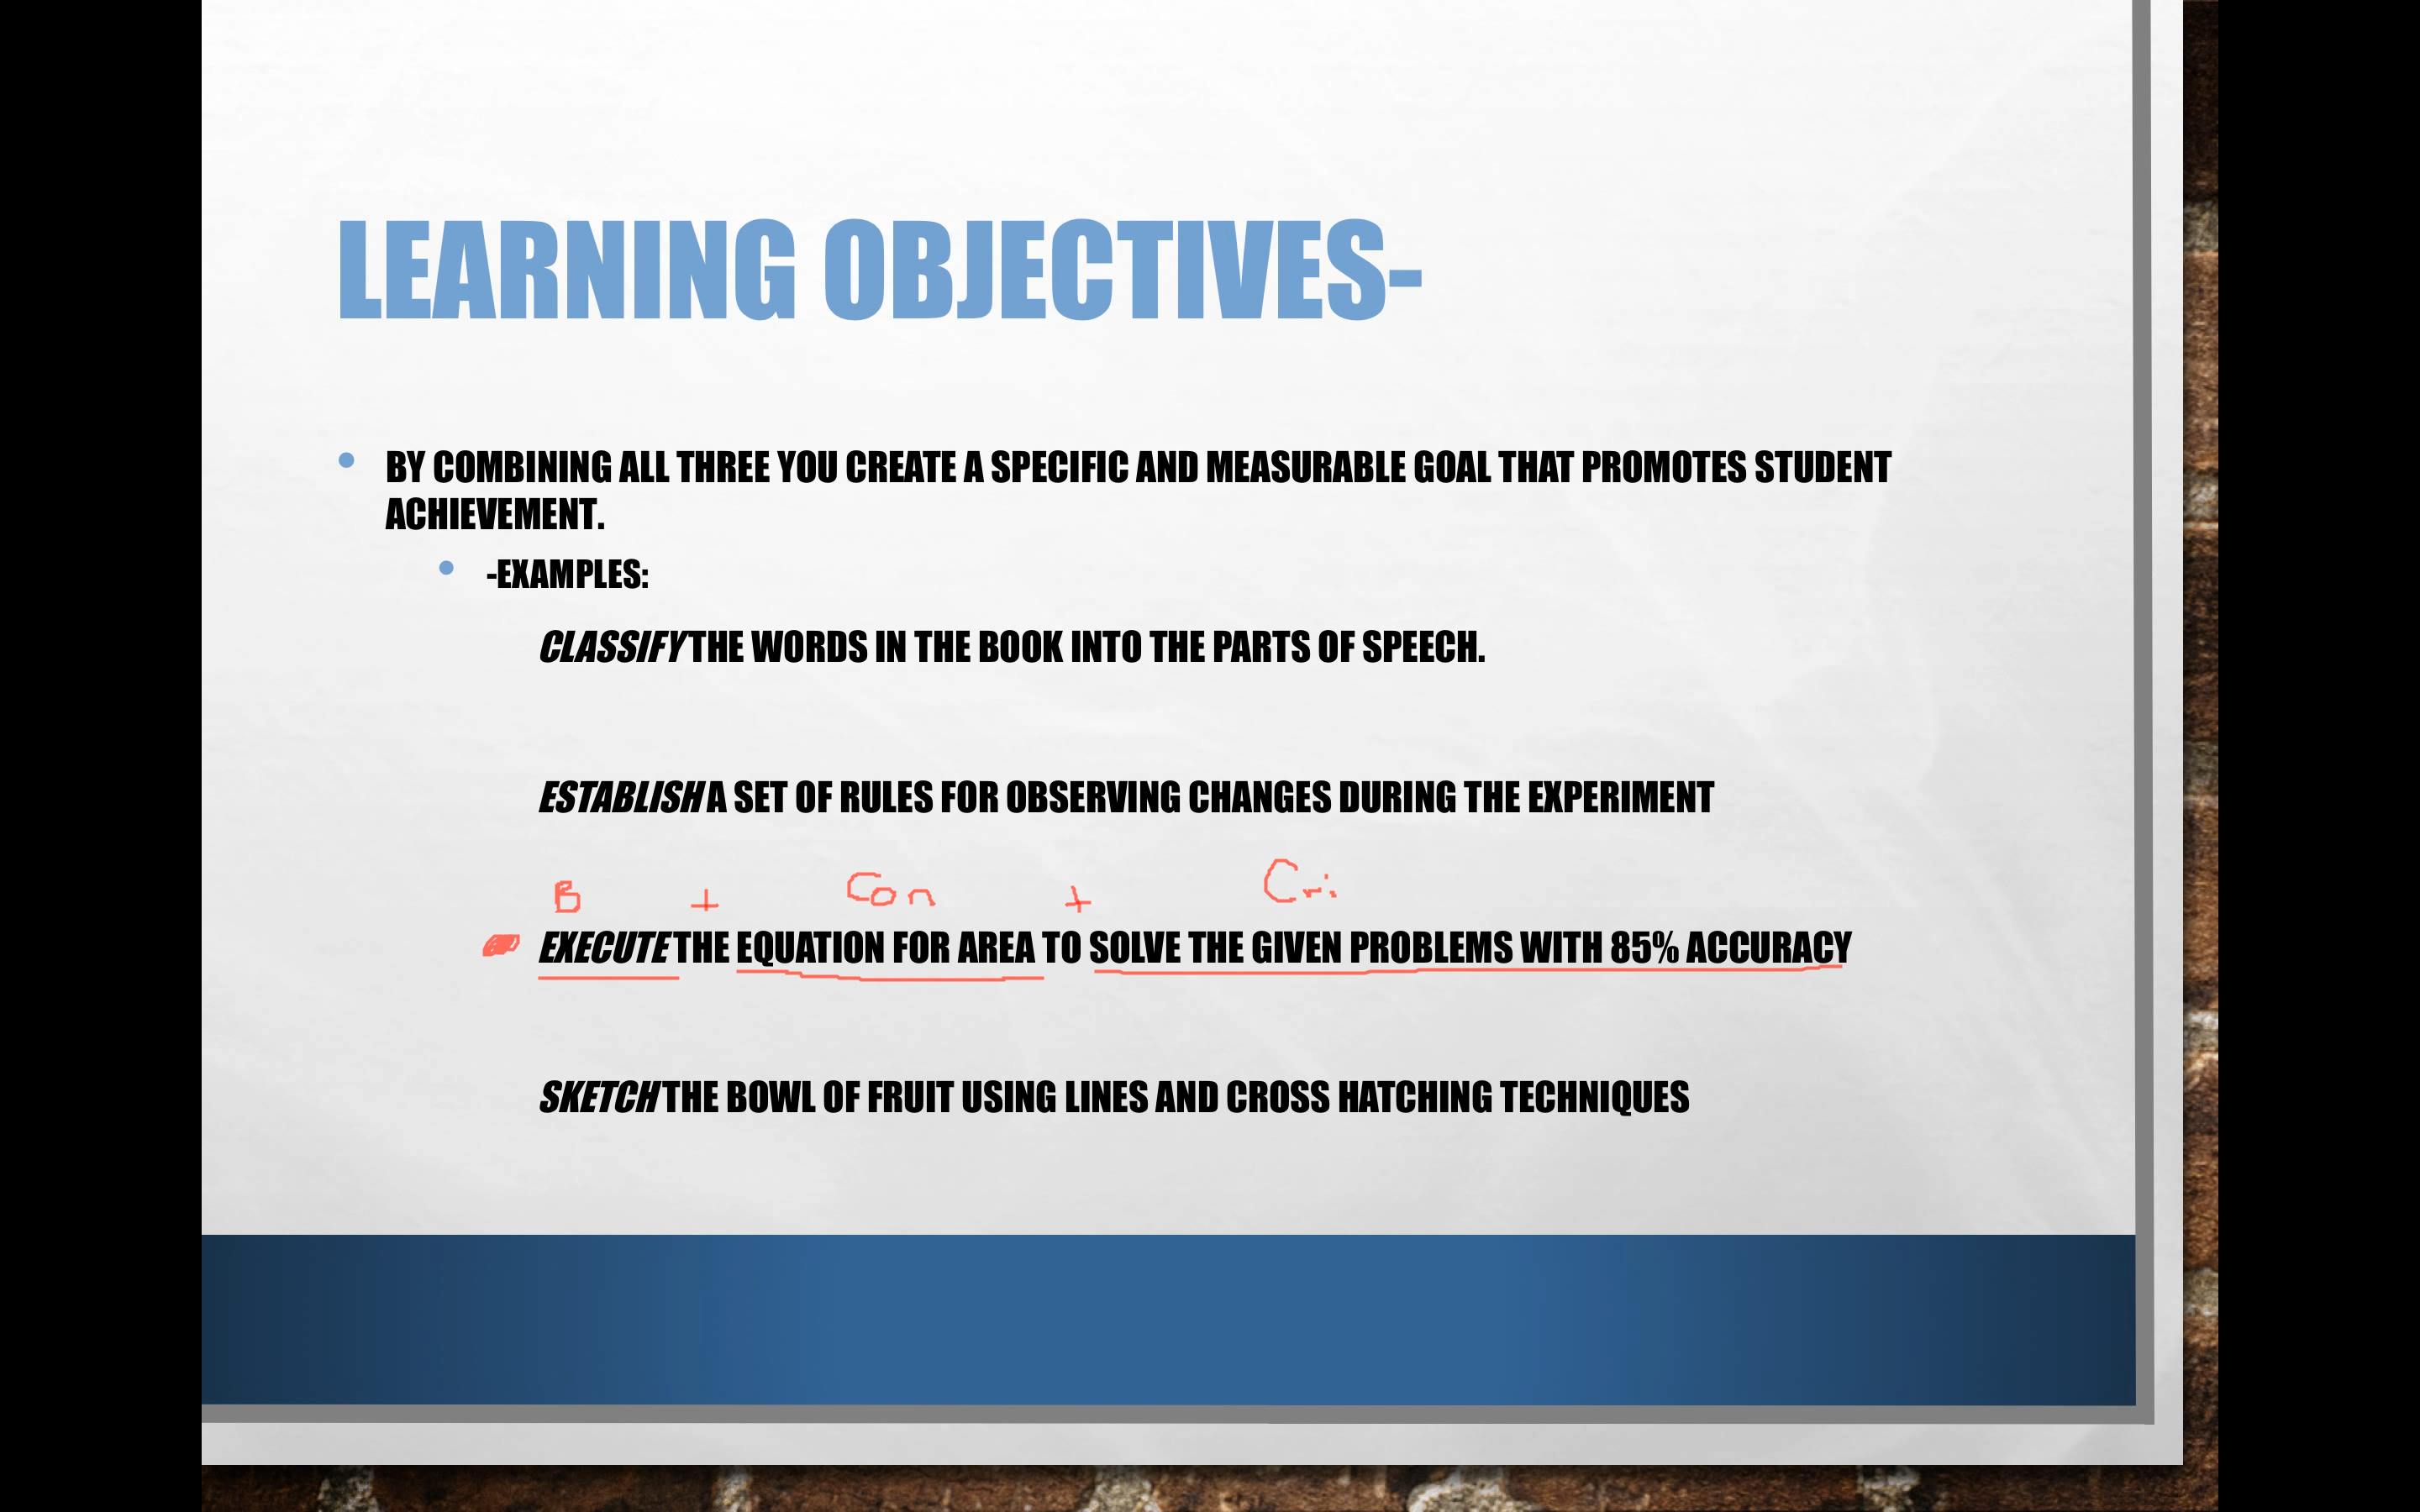 LEARNING OBJECTIVES-
• BY COMBINING ALL THREE YOU CREATE A SPECIFIC AND MEASURABLE GOAL THAT PROMOTES STUDENT
ACHIEVEMENT.
• -EXAMPLES:
CLASSIFY THE WORDS IN THE BOOK INTO THE PARTS OF SPEECH.
ESTABLISH A SET OF RULES FOR OBSERVING CHANGES DURING THE EXPERIMENT
B + Con + Cri
EXECUTE THE EQUATION FOR AREA TO SOLVE THE GIVEN PROBLEMS WITH 85% ACCURACY
SKETCH THE BOWL OF FRUIT USING LINES AND CROSS HATCHING TECHNIQUES